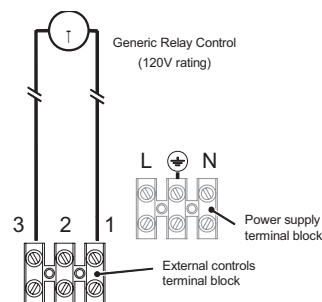 T
Generic Relay Control
(120V rating)
L N
3 2 1
Power supply
terminal block
External controls
terminal block